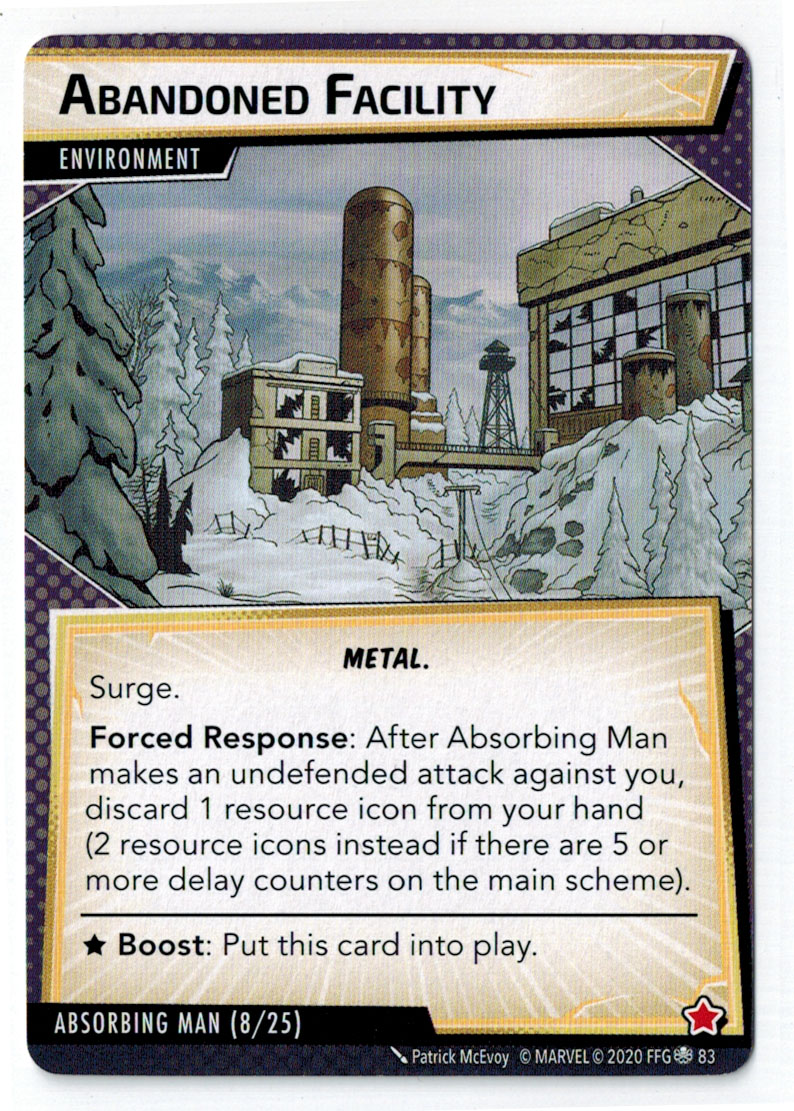 ABANDONED FACILITY
ENVIRONMENT
METAL.
Surge.
Forced Response: After Absorbing Man
makes an undefended attack against you,
discard 1 resource icon from your hand
(2 resource icons instead if there are 5 or
more delay counters on the main scheme).
★ Boost: Put this card into play.
ABSORBING MAN (8/25)
Patrick McEvoy © MARVEL © 2020 FFG 83